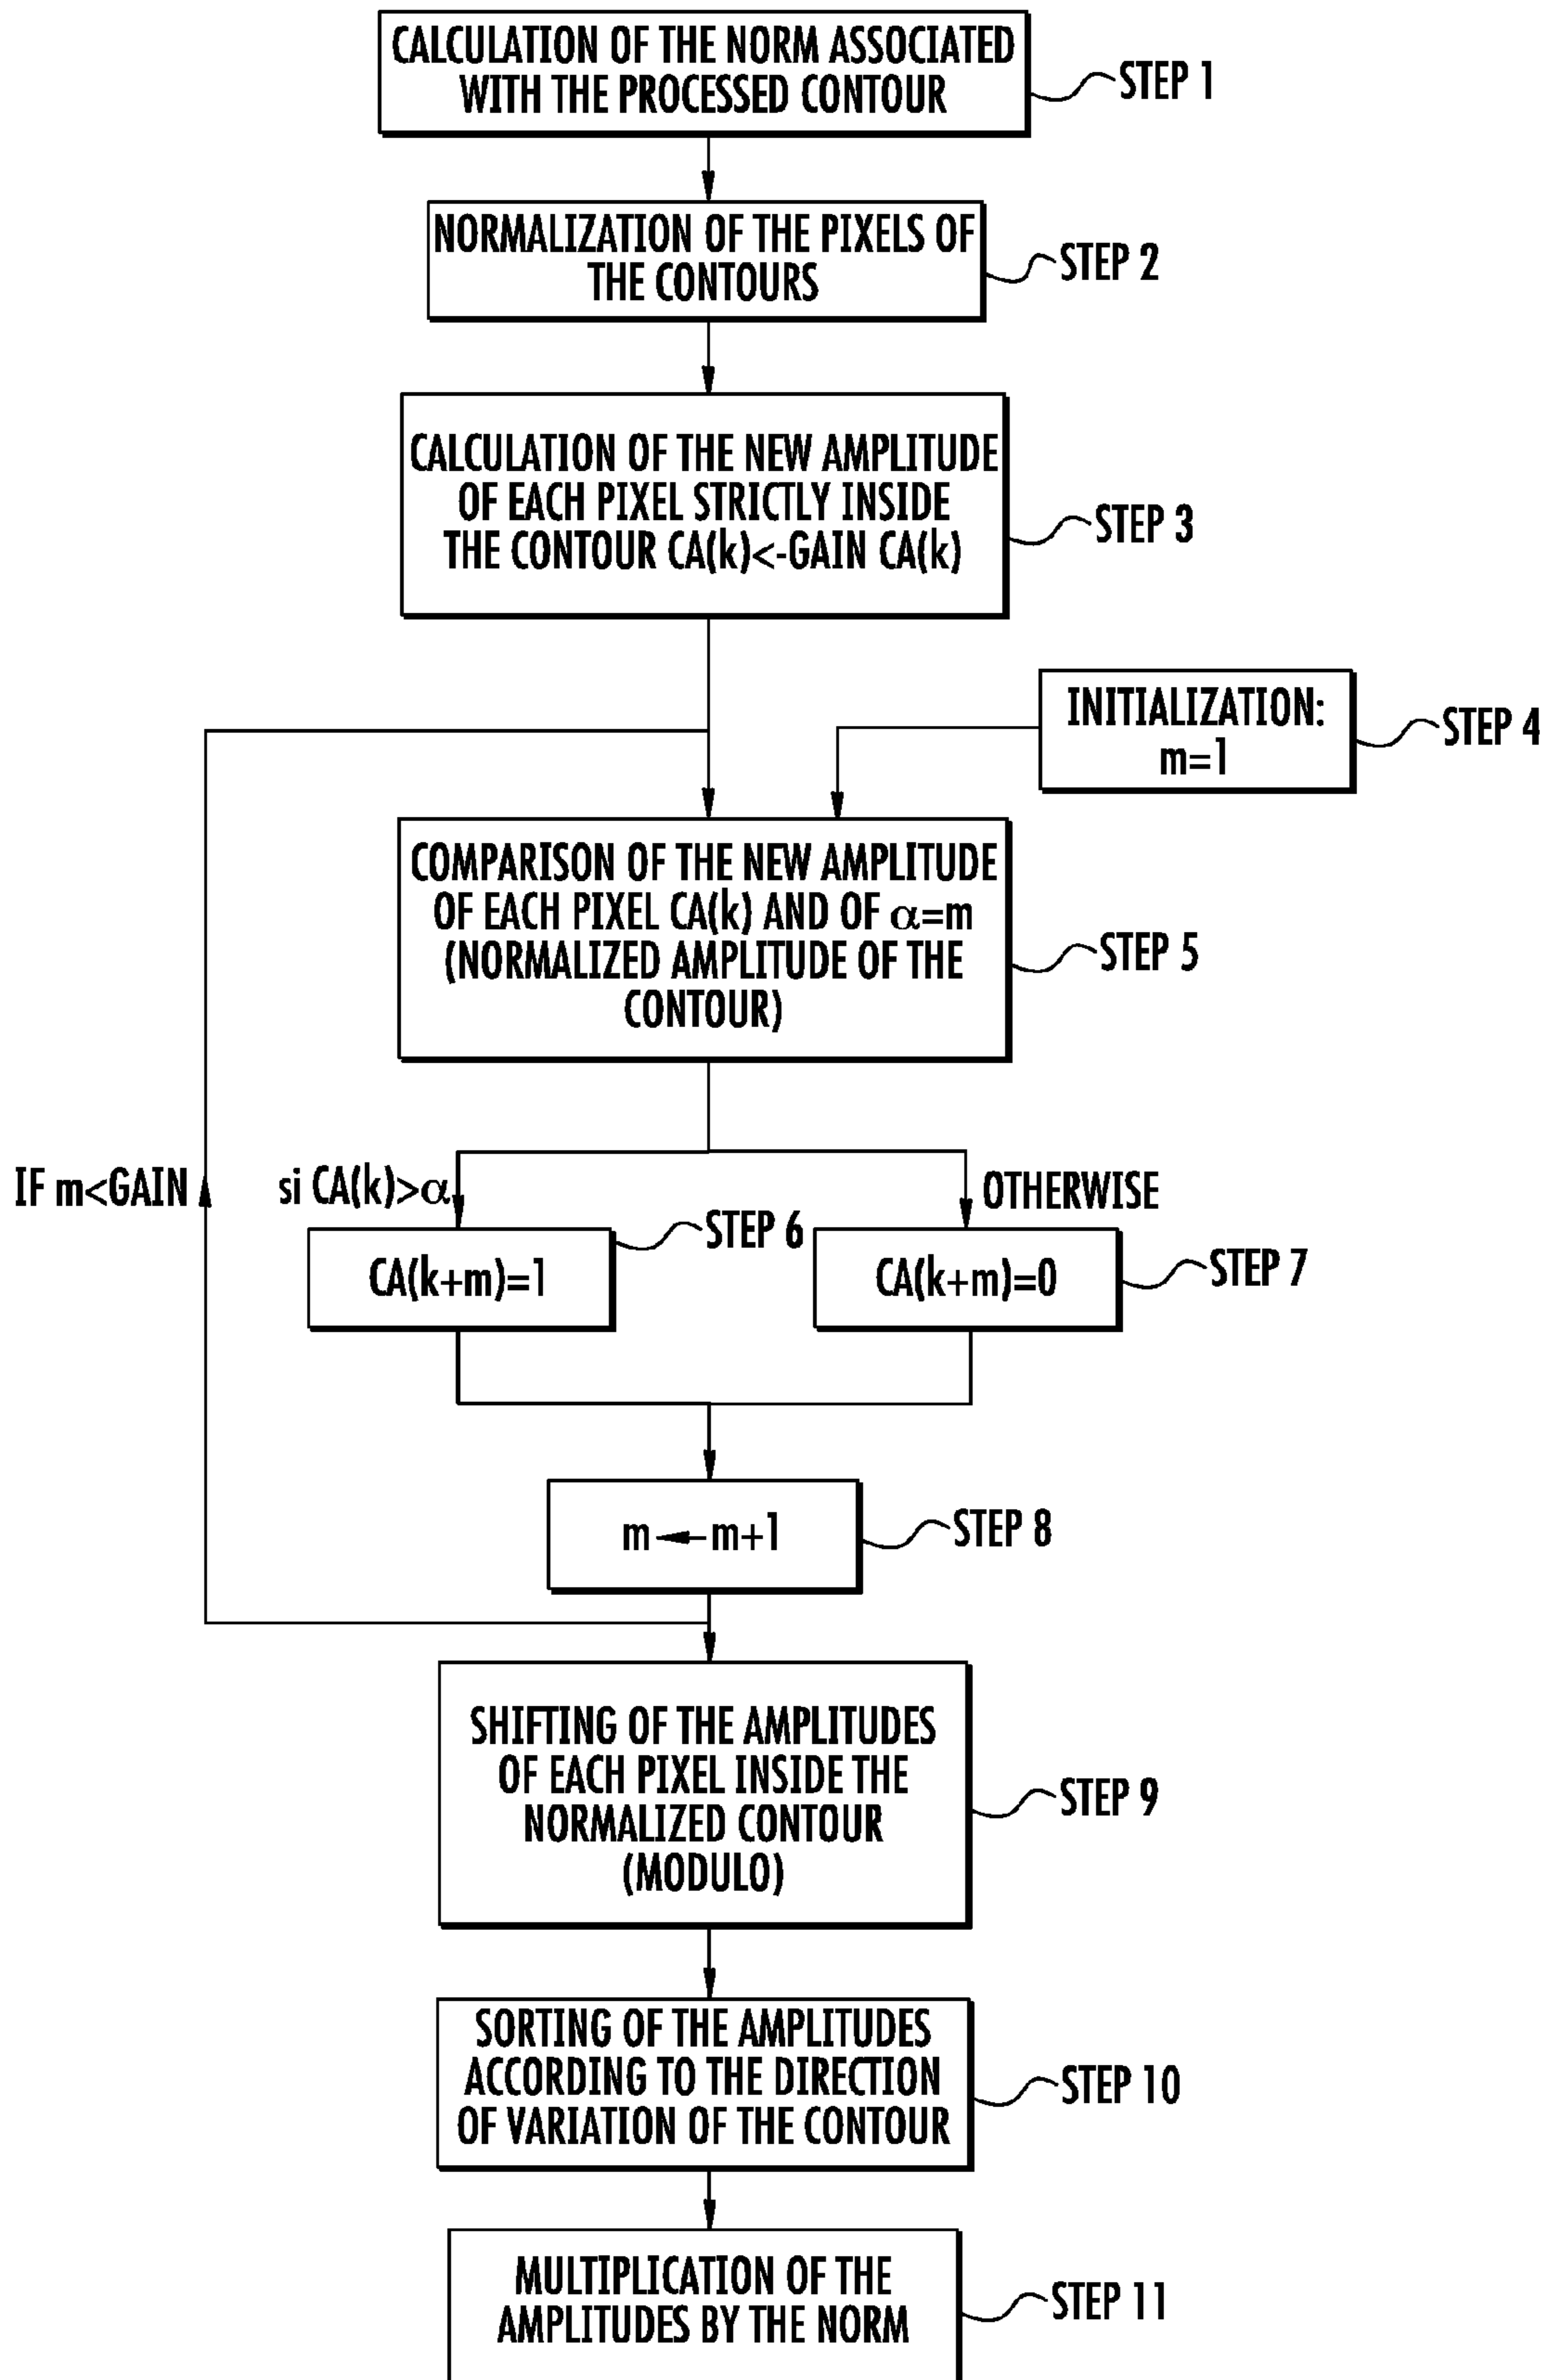 CALCULATION OF THE NORM ASSOCIATED
WITH THE PROCESSED CONTOUR
STEP 1
NORMALIZATION OF THE PIXELS OF
THE CONTOURS
STEP 2
CALCULATION OF THE NEW AMPLITUDE
OF EACH PIXEL STRICTLY INSIDE
THE CONTOUR CA(k)<-GAIN CA(k)
STEP 3
INITIALIZATION:
m=1
STEP 4
COMPARISON OF THE NEW AMPLITUDE
OF EACH PIXEL CA(k) AND OF α=m
(NORMALIZED AMPLITUDE OF THE
CONTOUR)
STEP 5
IF m<GAIN
si CA(k)>α
OTHERWISE
CA(k+m)=1
STEP 6
CA(k+m)=0
STEP 7
m←m+1
STEP 8
SHIFTING OF THE AMPLITUDES
OF EACH PIXEL INSIDE THE
NORMALIZED CONTOUR
(MODULO)
STEP 9
SORTING OF THE AMPLITUDES
ACCORDING TO THE DIRECTION
OF VARIATION OF THE CONTOUR
STEP 10
MULTIPLICATION OF THE
AMPLITUDES BY THE NORM
STEP 11